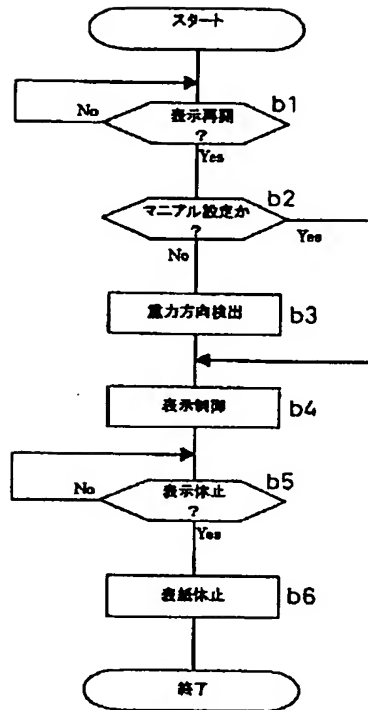 スタート
No
表示再開
?
b1
Yes
マニアル設定か
?
b2
Yes
No
重力方向検出
b3
表示制御
b4
No
表示休止
?
b5
Yes
表紙休止
b6
終了